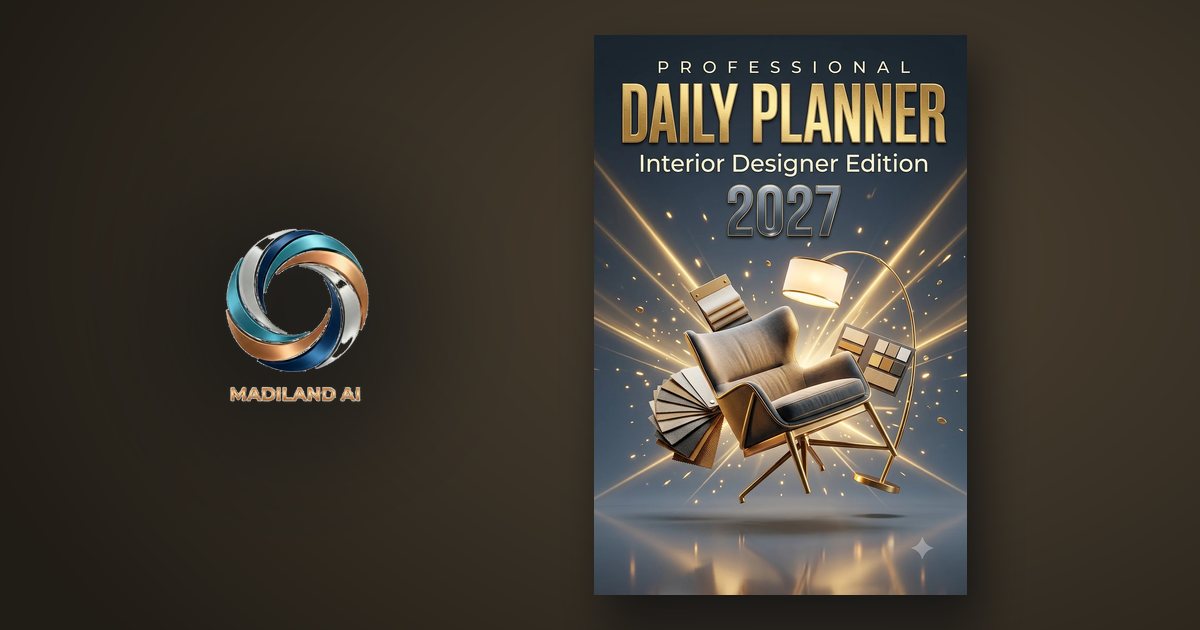 MADILAND AI
PROFESSIONAL
DAILY PLANNER
Interior Designer Edition
2027